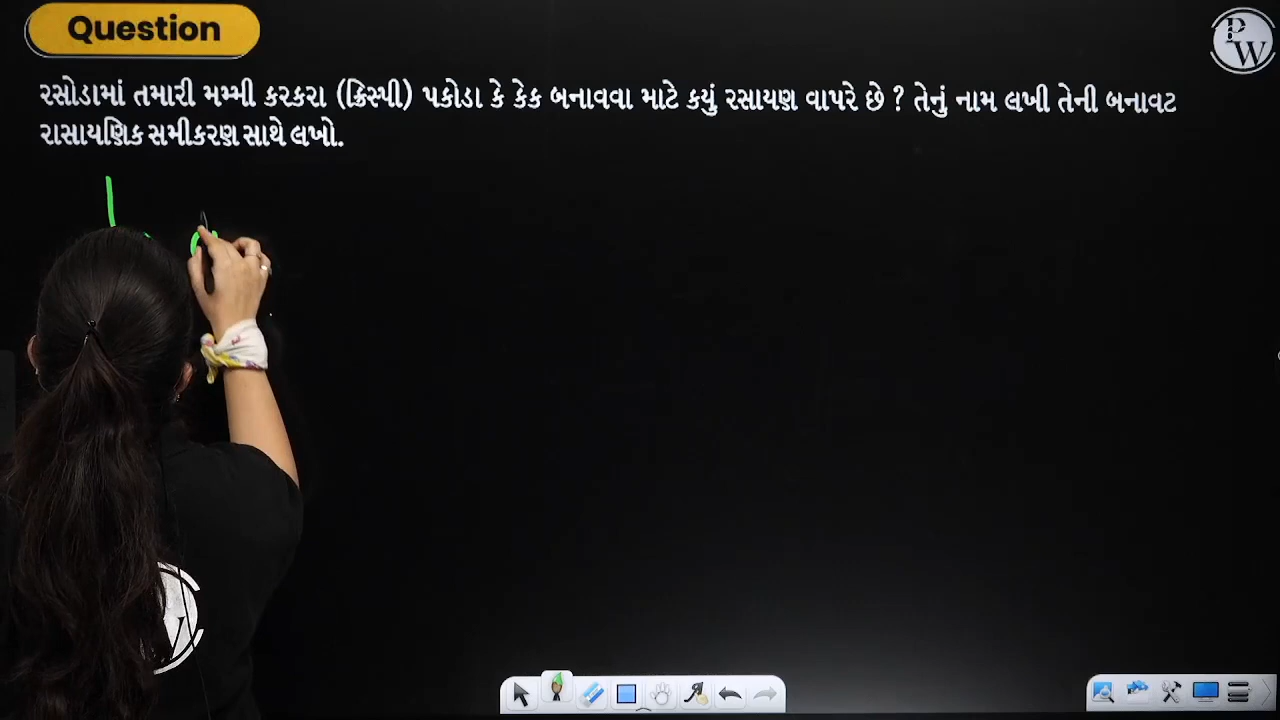 Question
રસોડામાં તમારી મમ્મી કરકરા (ક્રિસ્પી) પકોડા કે કેક બનાવવા માટે કયું રસાયણ વાપરે છે ? તેનું નામ લખી તેની બનાવટ
રાસાયણિક સમીકરણ સાથે લખો.
PW